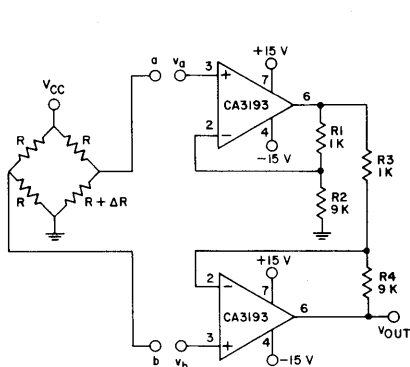 +15 V
a
Va
3
+
7
6
CA3193
2
−
4
−15 V
R1
1K
R2
9 K
R3
1K
VCC
R
R
R
R + ΔR
+15 V
2
−
7
R4
9K
CA3193
6
VOUT
b
Vb
3
+
4
−15 V